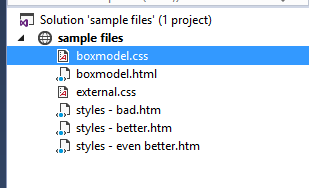 Solution 'sample files' (1 project)
sample files
boxmodel.css
boxmodel.html
external.css
styles - bad.htm
styles - better.htm
styles - even better.htm